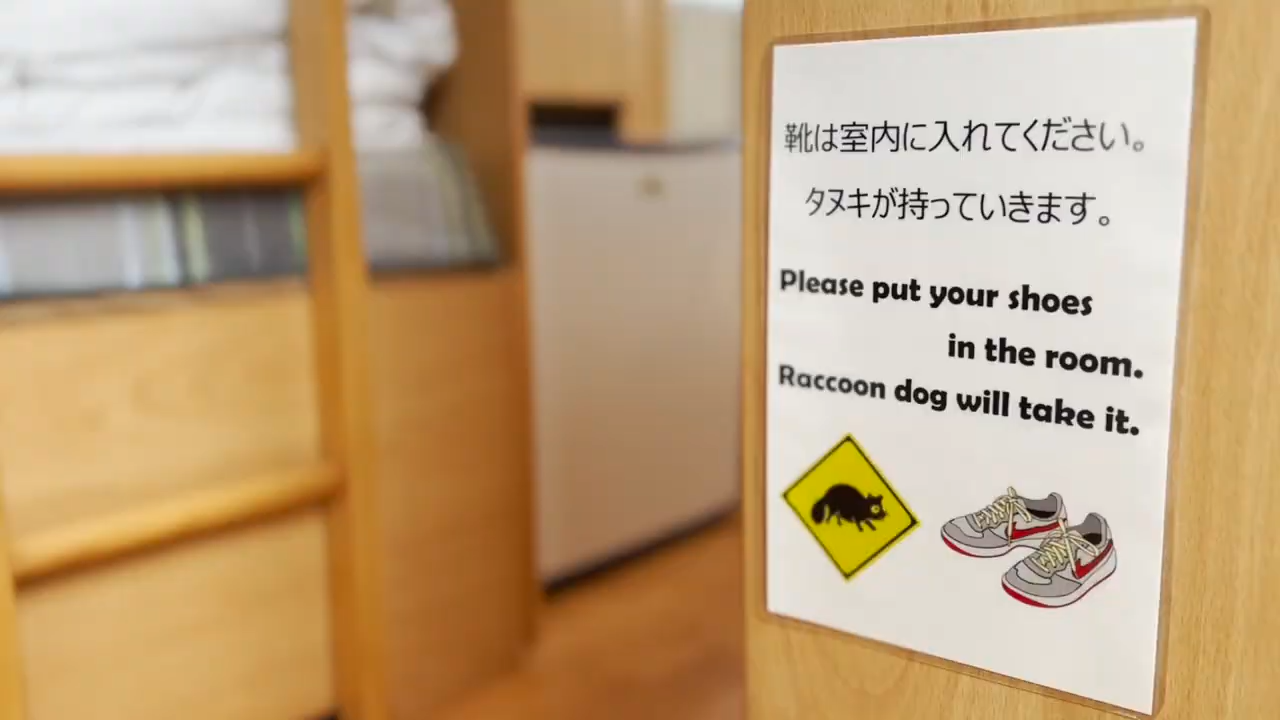 靴は室内に入れてください。
タヌキが持っていきます。
Please put your shoes
in the room.
Raccoon dog will take it.